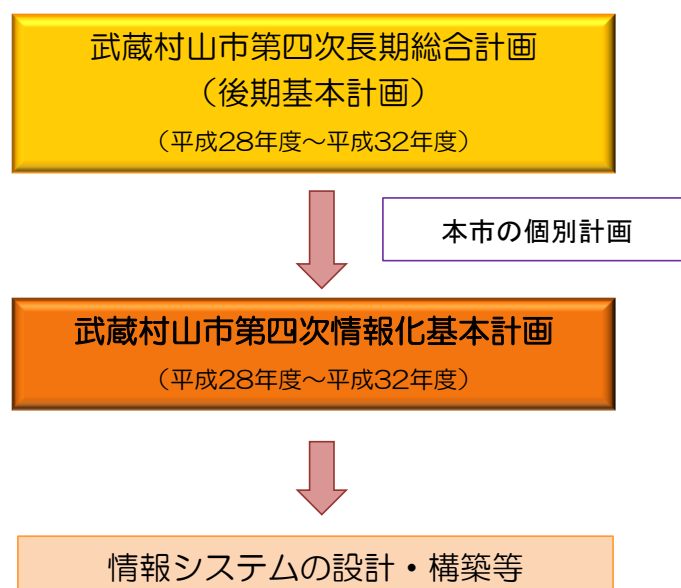 武蔵村山市第四次長期総合計画
（後期基本計画）
（平成28年度～平成32年度）
本市の個別計画
武蔵村山市第四次情報化基本計画
（平成28年度～平成32年度）
情報システムの設計・構築等